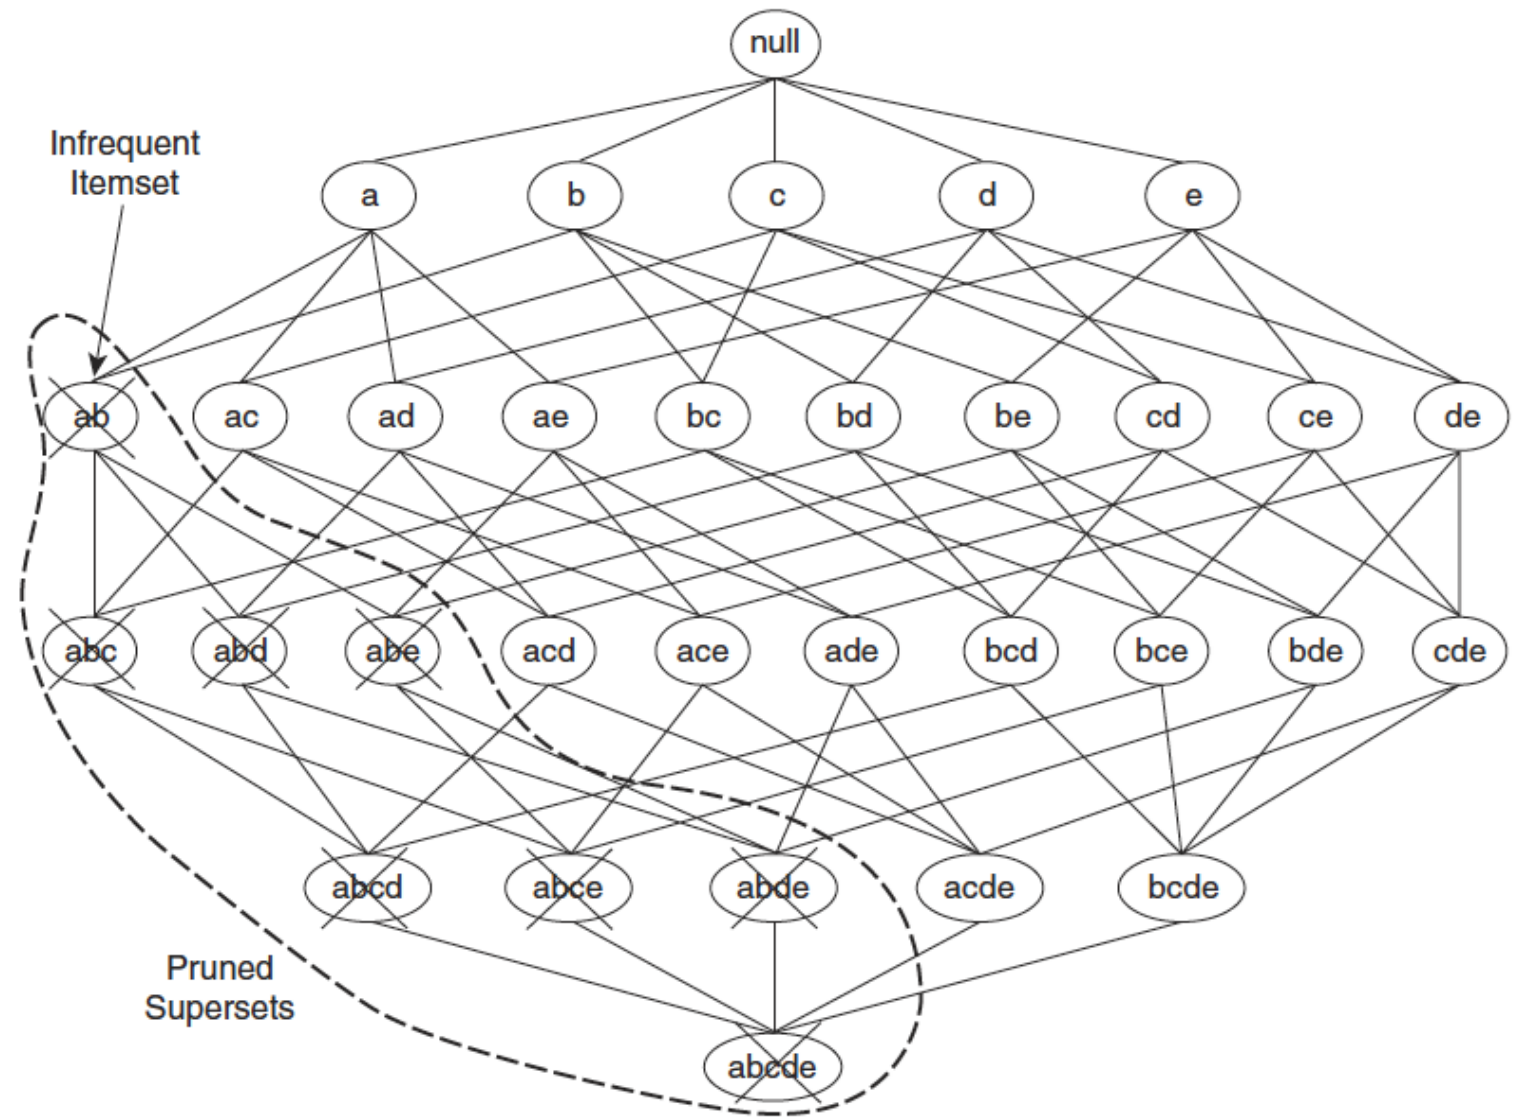 null
Infrequent
Itemset
a b c d e
ab ac ad ae bc bd be cd ce de
abc abd abe acd ace ade bcd bce bde cde
abcd abce abde acde bcde
Pruned
Supersets
abcde